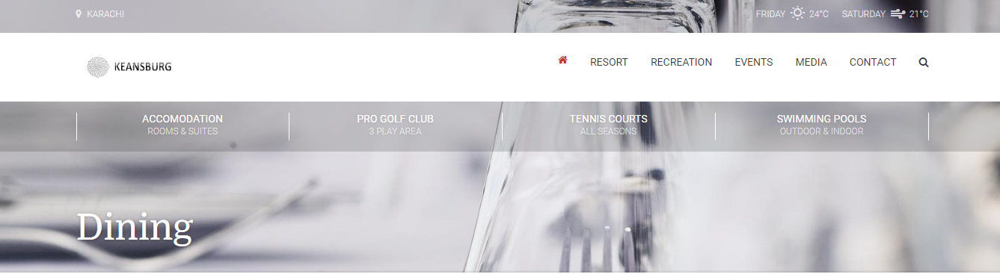 KARACHI
FRIDAY 24°C SATURDAY 21°C
KEANSBURG
RESORT RECREATION EVENTS MEDIA CONTACT
ACCOMODATION PRO GOLF CLUB TENNIS COURTS SWIMMING POOLS
ROOMS & SUITES 3 PLAY AREA ALL SEASONS OUTDOOR & INDOOR
Dining